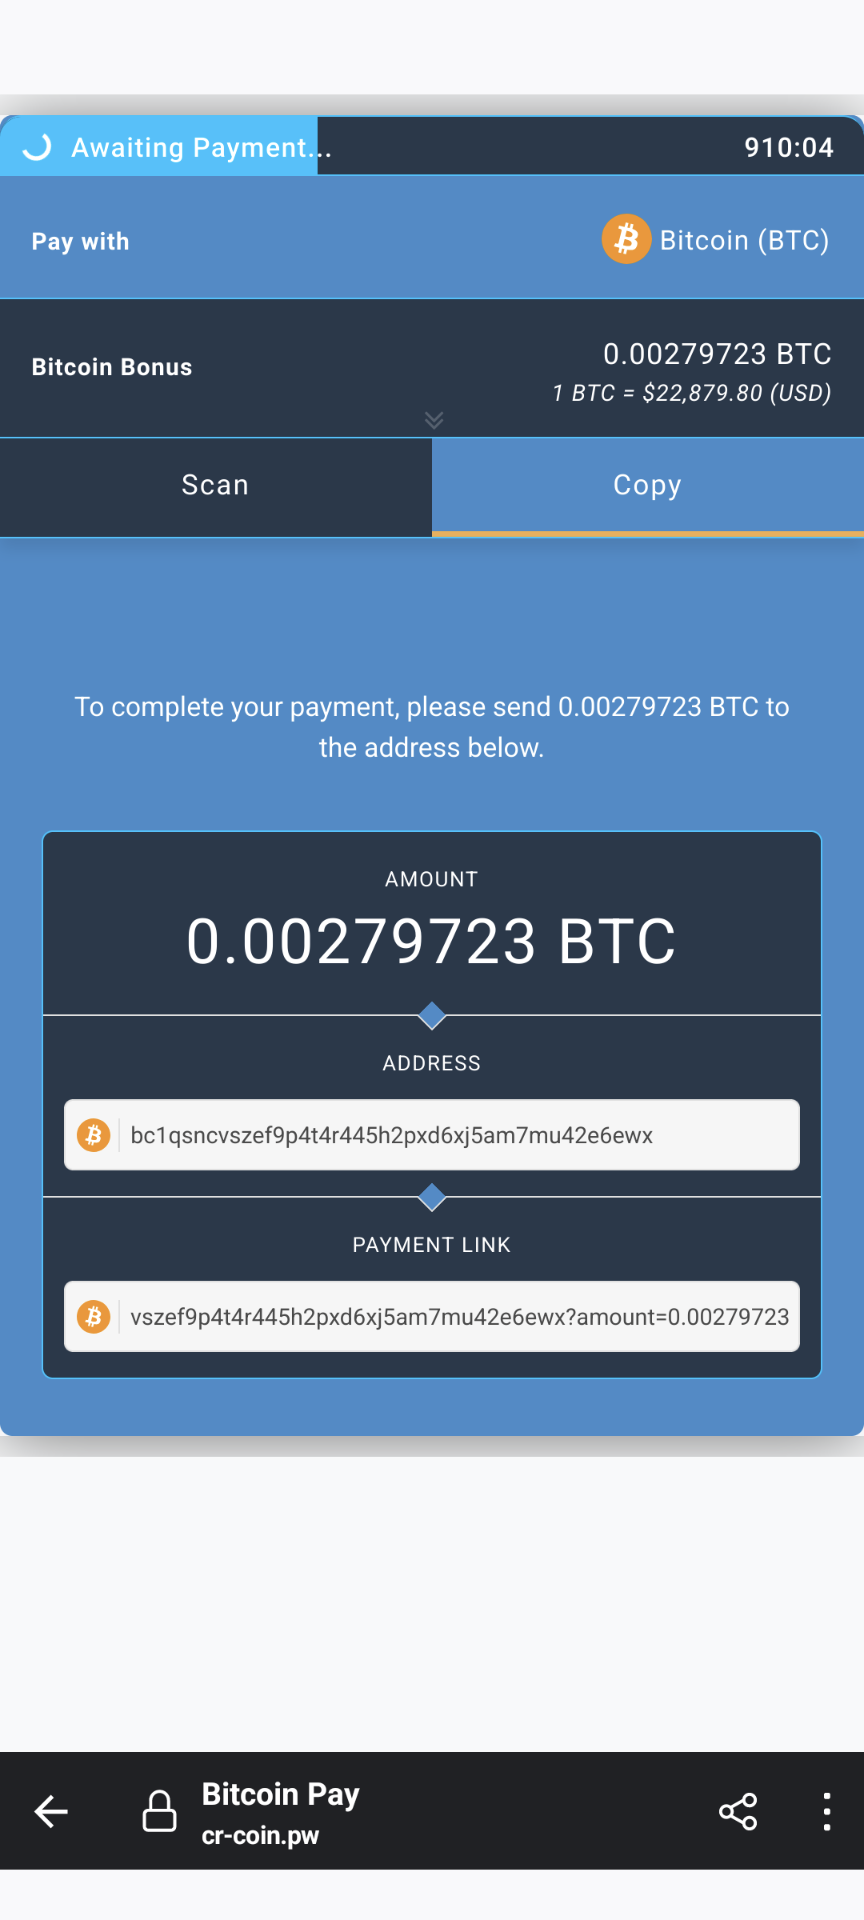 Awaiting Payment...
910:04
Pay with
Bitcoin (BTC)
Bitcoin Bonus
0.00279723 BTC
1 BTC = $22,879.80 (USD)
Scan
Copy
To complete your payment, please send 0.00279723 BTC to
the address below.
AMOUNT
0.00279723 BTC
ADDRESS
bc1qsncvszef9p4t4r445h2pxd6xj5am7mu42e6ewx
PAYMENT LINK
vszef9p4t4r445h2pxd6xj5am7mu42e6ewx?amount=0.00279723
Bitcoin Pay
cr-coin.pw